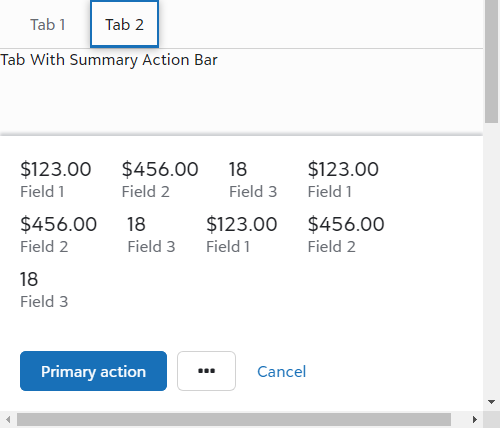 Tab 1 Tab 2
Tab With Summary Action Bar
$123.00 $456.00 18 $123.00
Field 1 Field 2 Field 3 Field 1
$456.00 18 $123.00 $456.00
Field 2 Field 3 Field 1 Field 2
18
Field 3
Primary action ••• Cancel